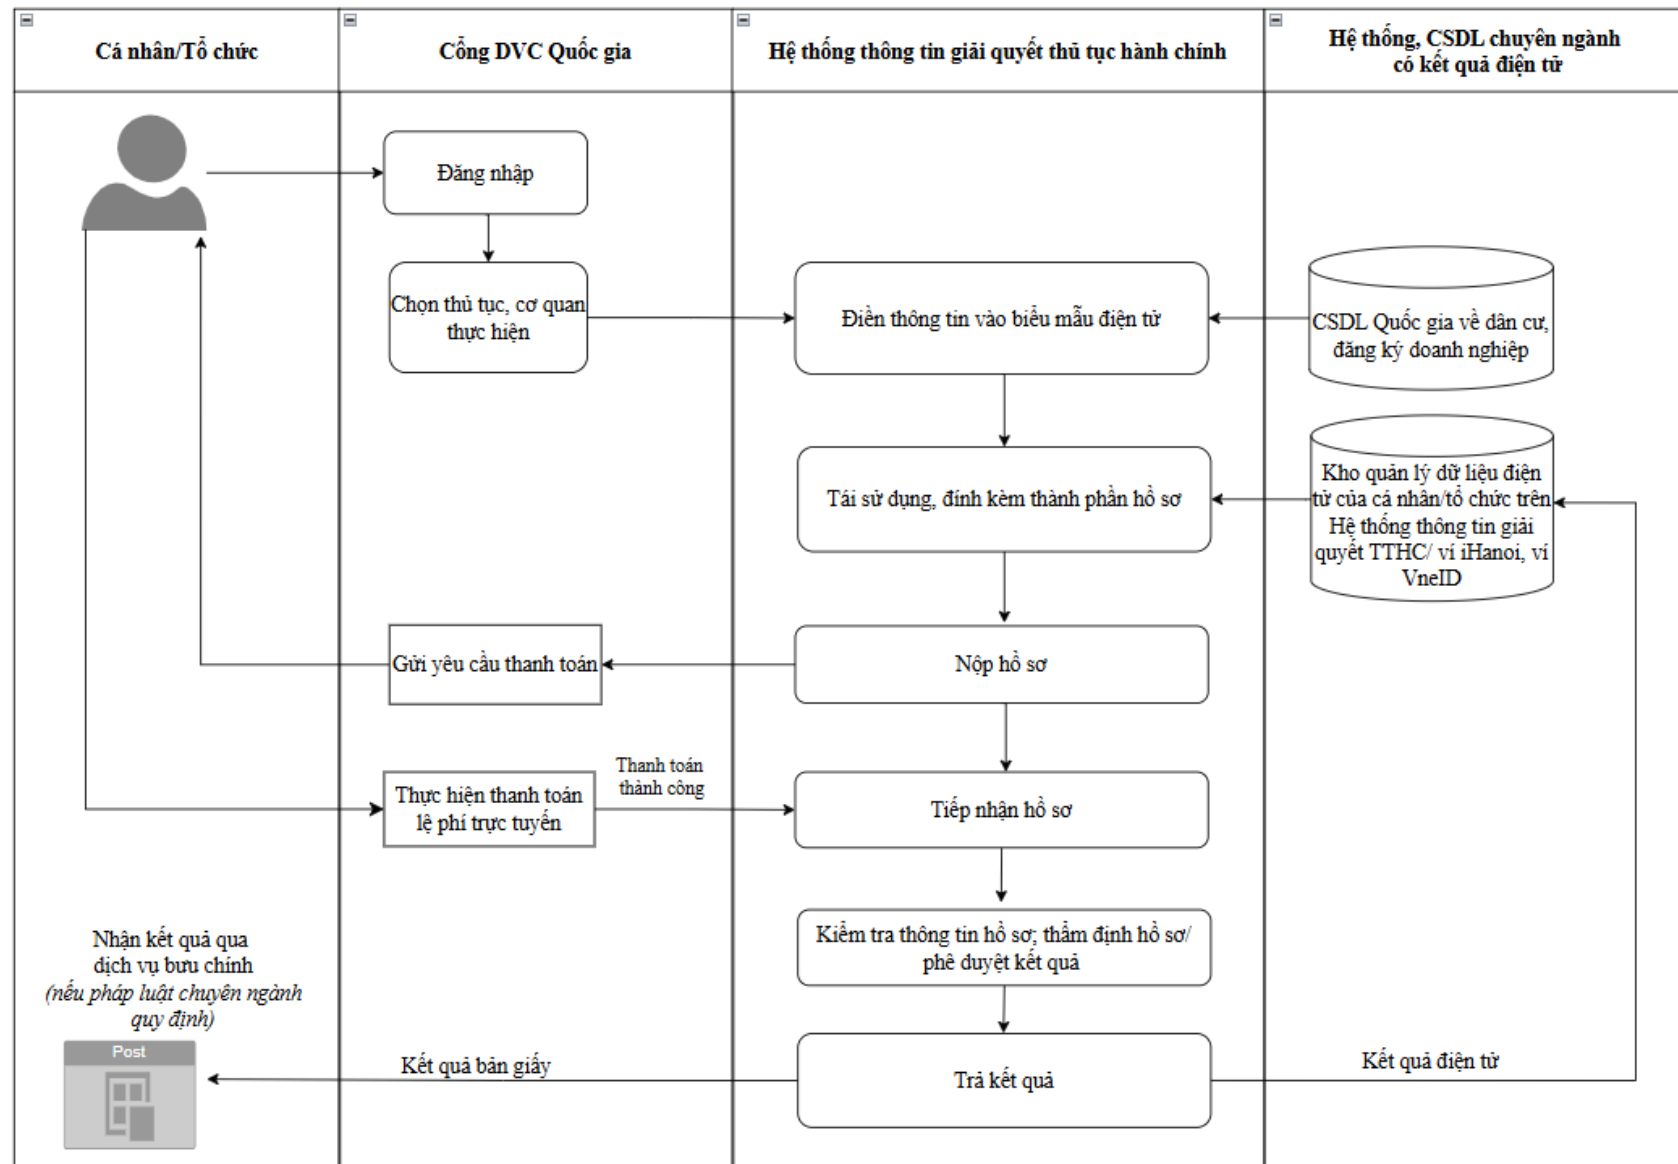 Cá nhân/Tổ chức
Cổng DVC Quốc gia
Hệ thống thông tin giải quyết thủ tục hành chính
Hệ thống, CSDL chuyên ngành
có kết quả điện tử
Đăng nhập
Chọn thủ tục, cơ quan
thực hiện
Điền thông tin vào biểu mẫu điện tử
CSDL Quốc gia về dân cư,
đăng ký doanh nghiệp
Tái sử dụng, đính kèm thành phần hồ sơ
Kho quản lý dữ liệu điện
tử của cá nhân/tổ chức trên
Hệ thống thông tin giải
quyết TTHC/ ví iHanoi, ví
VneID
Gửi yêu cầu thanh toán
Nộp hồ sơ
Thực hiện thanh toán
lệ phí trực tuyến
Thanh toán
thành công
Tiếp nhận hồ sơ
Kiểm tra thông tin hồ sơ; thẩm định hồ sơ/
phê duyệt kết quả
Nhận kết quả qua
dịch vụ bưu chính
(nếu pháp luật chuyên ngành
quy định)
Post
Kết quả bản giấy
Trả kết quả
Kết quả điện tử